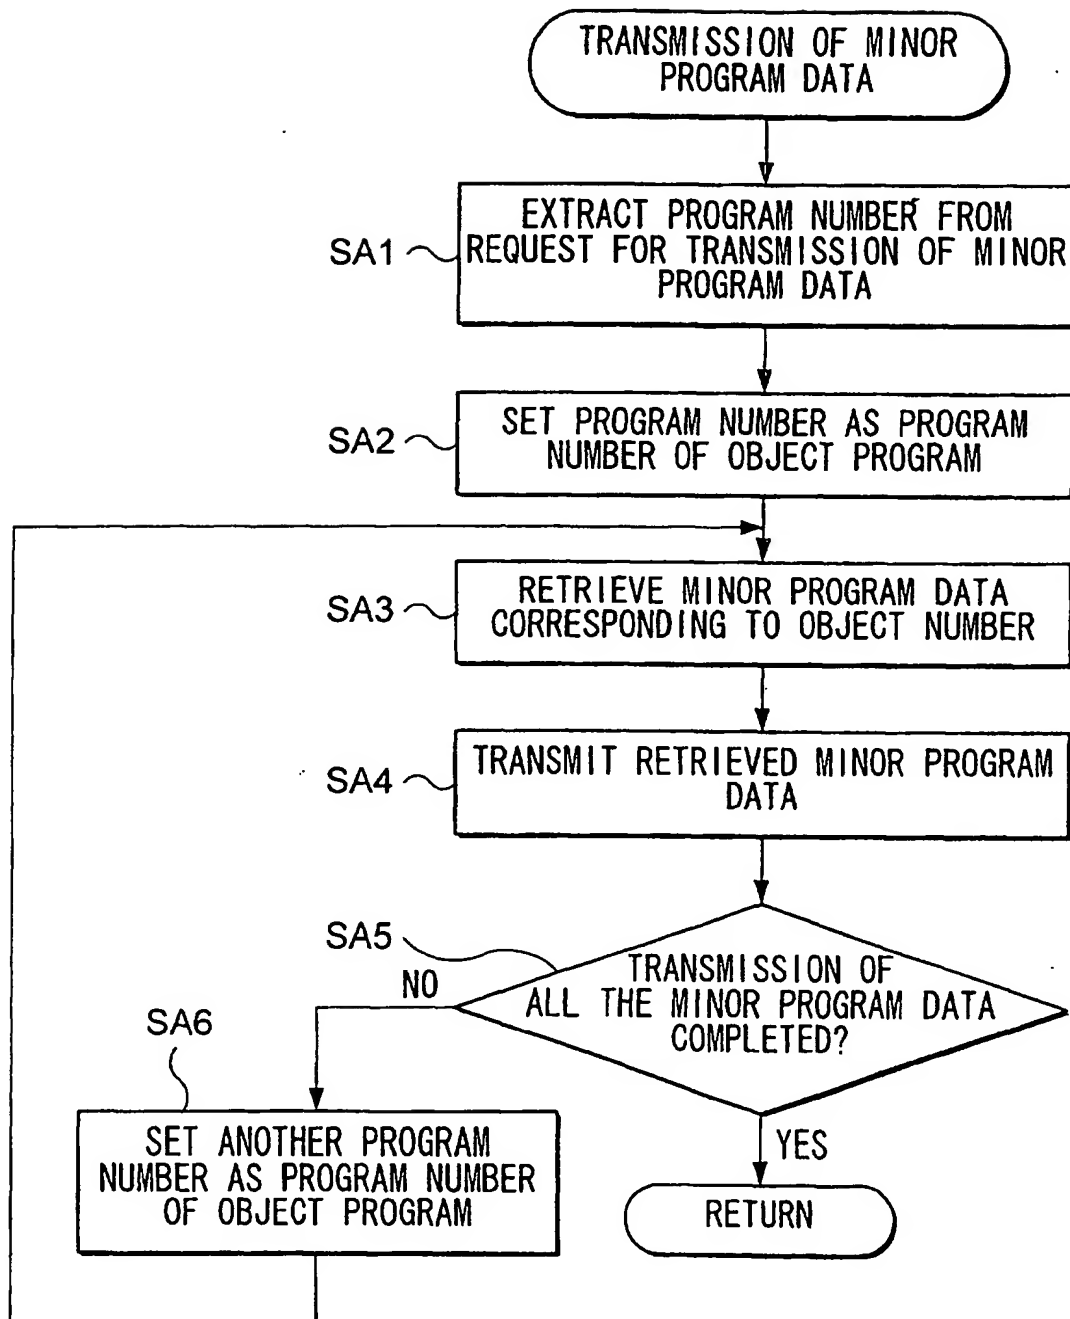 TRANSMISSION OF MINOR
PROGRAM DATA
SA1
EXTRACT PROGRAM NUMBER FROM
REQUEST FOR TRANSMISSION OF MINOR
PROGRAM DATA
SA2
SET PROGRAM NUMBER AS PROGRAM
NUMBER OF OBJECT PROGRAM
SA3
RETRIEVE MINOR PROGRAM DATA
CORRESPONDING TO OBJECT NUMBER
SA4
TRANSMIT RETRIEVED MINOR PROGRAM
DATA
SA5
TRANSMISSION OF
ALL THE MINOR PROGRAM DATA
COMPLETED?
NO
SA6
SET ANOTHER PROGRAM
NUMBER AS PROGRAM NUMBER
OF OBJECT PROGRAM
YES
RETURN